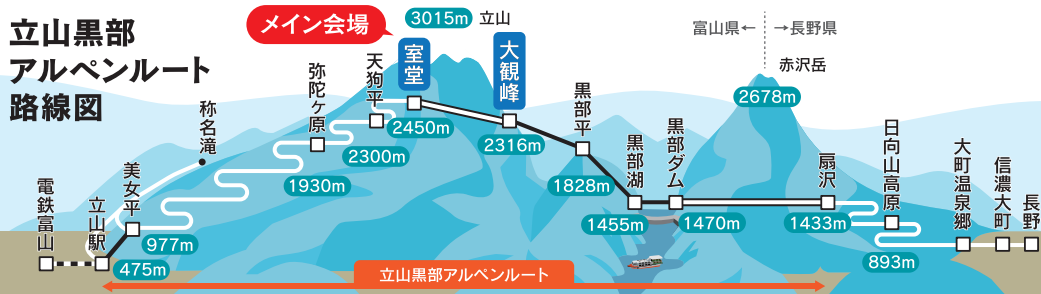 立山黒部
アルペンルート
路線図
メイン会場
3015m
立山
富山県←
→長野県
赤沢岳
2678m
電鉄富山
立山駅
475m
美女平
977m
称名滝
弥陀ヶ原
1930m
天狗平
2300m
室堂
2450m
大観峰
2316m
黒部平
1828m
黒部湖
1455m
黒部ダム
1470m
扇沢
1433m
日向山高原
893m
大町温泉郷
信濃大町
長野
立山黒部アルペンルート